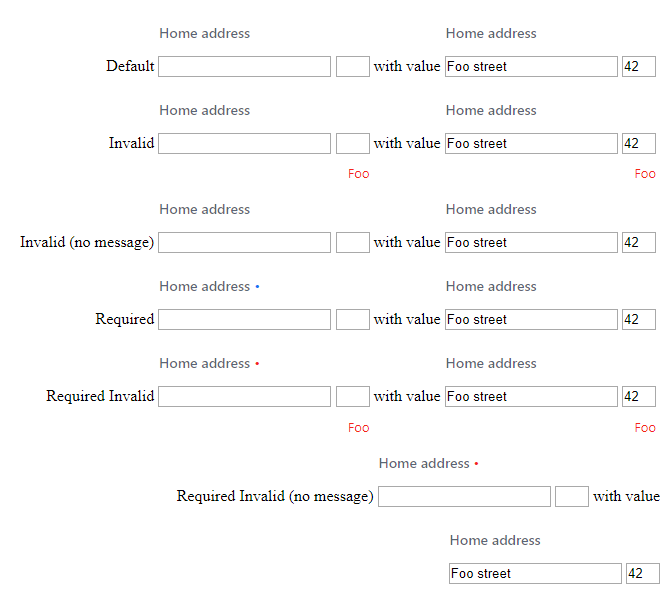 Home address Home address
Default with value Foo street 42
Home address Home address
Invalid with value Foo street 42
Foo Foo
Home address Home address
Invalid (no message) with value Foo street 42
Home address • Home address
Required with value Foo street 42
Home address • Home address
Required Invalid with value Foo street 42
Foo Foo
Home address •
Required Invalid (no message) with value
Home address
Foo street 42